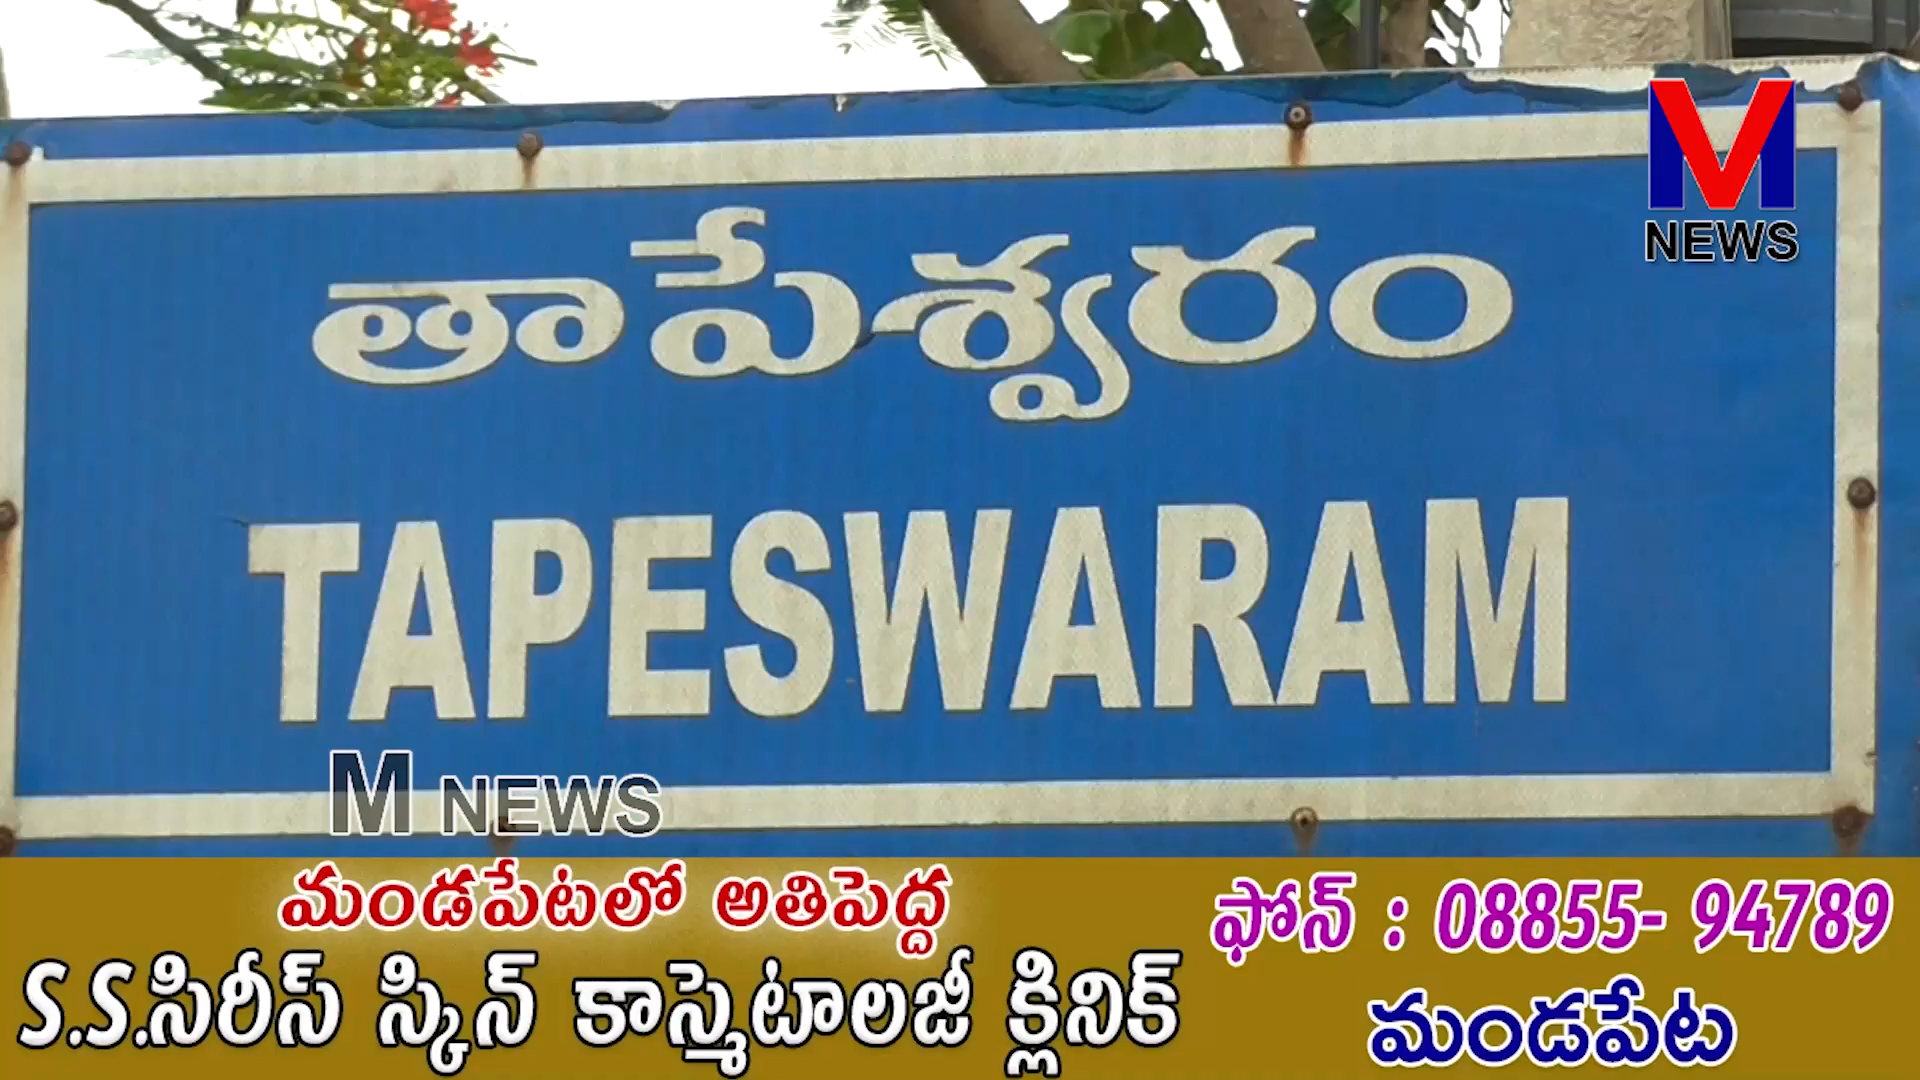 M
NEWS
తాపేశ్వరం
TAPESWARAM
M NEWS
మండపేటలో అతిపెద్ద
S.S.సిరీస్ స్కిన్ కాస్మెటాలజీ క్లినిక్
ఫోన్ : 08855- 94789
మండపేట